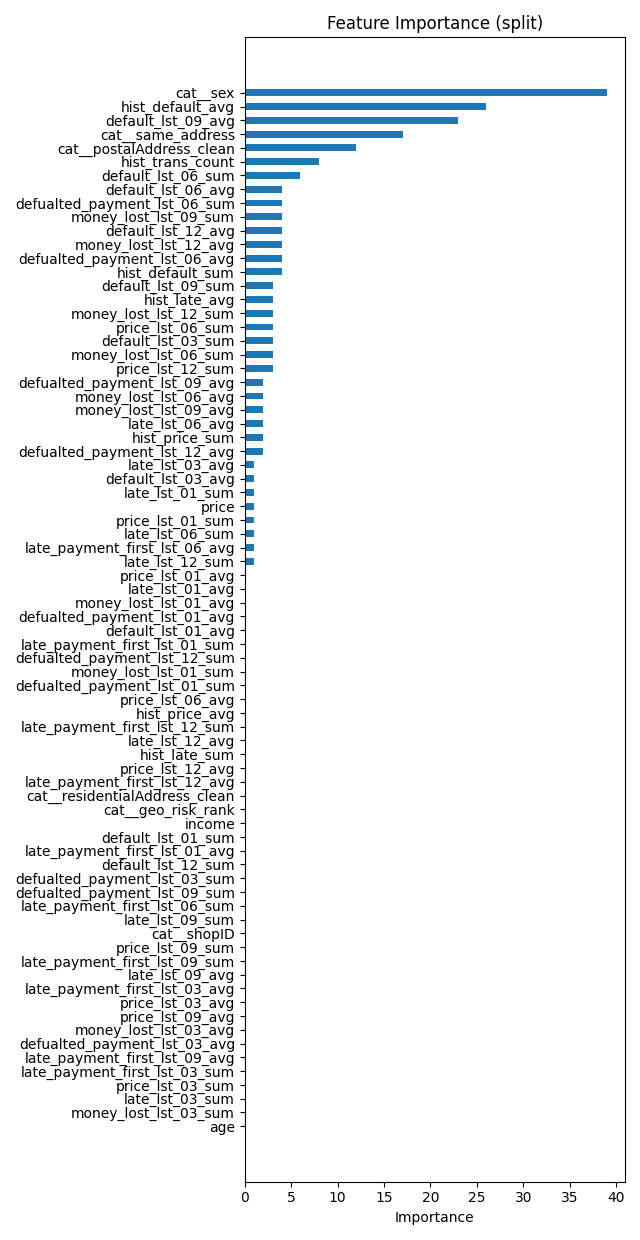 Feature Importance (split)
cat__sex
hist_default_avg
default_lst_09_avg
cat__same_address
cat__postalAddress_clean
hist_trans_count
default_lst_06_sum
default_lst_06_avg
defualted_payment_lst_06_sum
money_lost_lst_09_sum
default_lst_12_avg
money_lost_lst_12_avg
defualted_payment_lst_06_avg
hist_default_sum
default_lst_09_sum
hist_late_avg
money_lost_lst_12_sum
price_lst_06_sum
default_lst_03_sum
money_lost_lst_06_sum
price_lst_12_sum
defualted_payment_lst_09_avg
money_lost_lst_06_avg
money_lost_lst_09_avg
late_lst_06_avg
hist_price_sum
defualted_payment_lst_12_avg
late_lst_03_avg
default_lst_03_avg
late_lst_01_sum
price
price_lst_01_sum
late_lst_06_sum
late_payment_first_lst_06_avg
late_lst_12_sum
price_lst_01_avg
late_lst_01_avg
money_lost_lst_01_avg
defualted_payment_lst_01_avg
default_lst_01_avg
late_payment_first_lst_01_sum
defualted_payment_lst_12_sum
money_lost_lst_01_sum
defualted_payment_lst_01_sum
price_lst_06_avg
hist_price_avg
late_payment_first_lst_12_sum
late_lst_12_avg
hist_late_sum
price_lst_12_avg
late_payment_first_lst_12_avg
cat__residentialAddress_clean
cat__geo_risk_rank
income
default_lst_01_sum
late_payment_first_lst_01_avg
default_lst_12_sum
defualted_payment_lst_03_sum
defualted_payment_lst_09_sum
late_payment_first_lst_06_sum
late_lst_09_sum
cat__shopID
price_lst_09_sum
late_payment_first_lst_09_sum
late_lst_09_avg
late_payment_first_lst_03_avg
price_lst_03_avg
price_lst_09_avg
money_lost_lst_03_avg
defualted_payment_lst_03_avg
late_payment_first_lst_09_avg
late_payment_first_lst_03_sum
price_lst_03_sum
late_lst_03_sum
money_lost_lst_03_sum
age
0 5 10 15 20 25 30 35 40
Importance